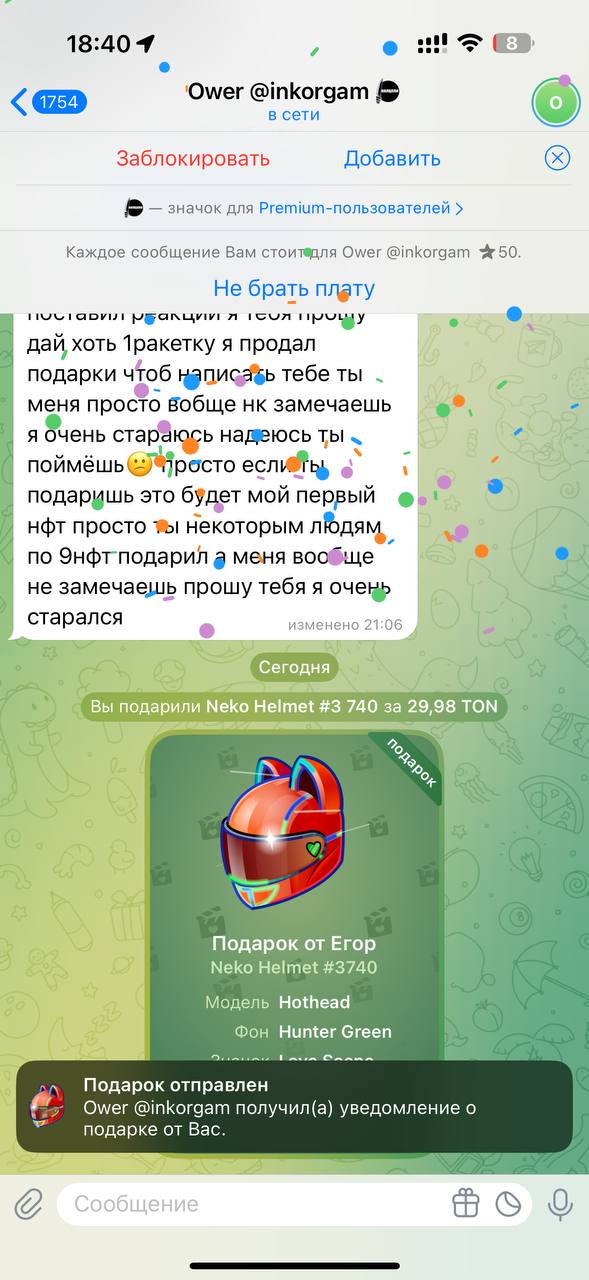 18:40
8
1754
Ower @inkorgam
в сети
О
Заблокировать
Добавить
— значок для Premium-пользователей
Каждое сообщение Вам стоит для Ower @inkorgam ★50.
Не брать плату
поставил реакции я тебя прошу
дай хоть 1ракетку я продал
подарки чтоб написать тебе ты
меня просто вобще нк замечаешь
я очень стараюсь надеюсь ты
поймёшь😕 просто если ты
подаришь это будет мой первый
нфт просто ты некоторым людям
по 9нфт подарил а меня вообще
не замечаешь прошу тебя я очень
старался
изменено 21:06
Сегодня
Вы подарили Neko Helmet #3 740 за 29,98 TON
подарок
Подарок от Егор
Neko Helmet #3740
Модель Hothead
Фон Hunter Green
Значок Love Scene
Подарок отправлен
Ower @inkorgam получил(а) уведомление о
подарке от Вас.
Сообщение